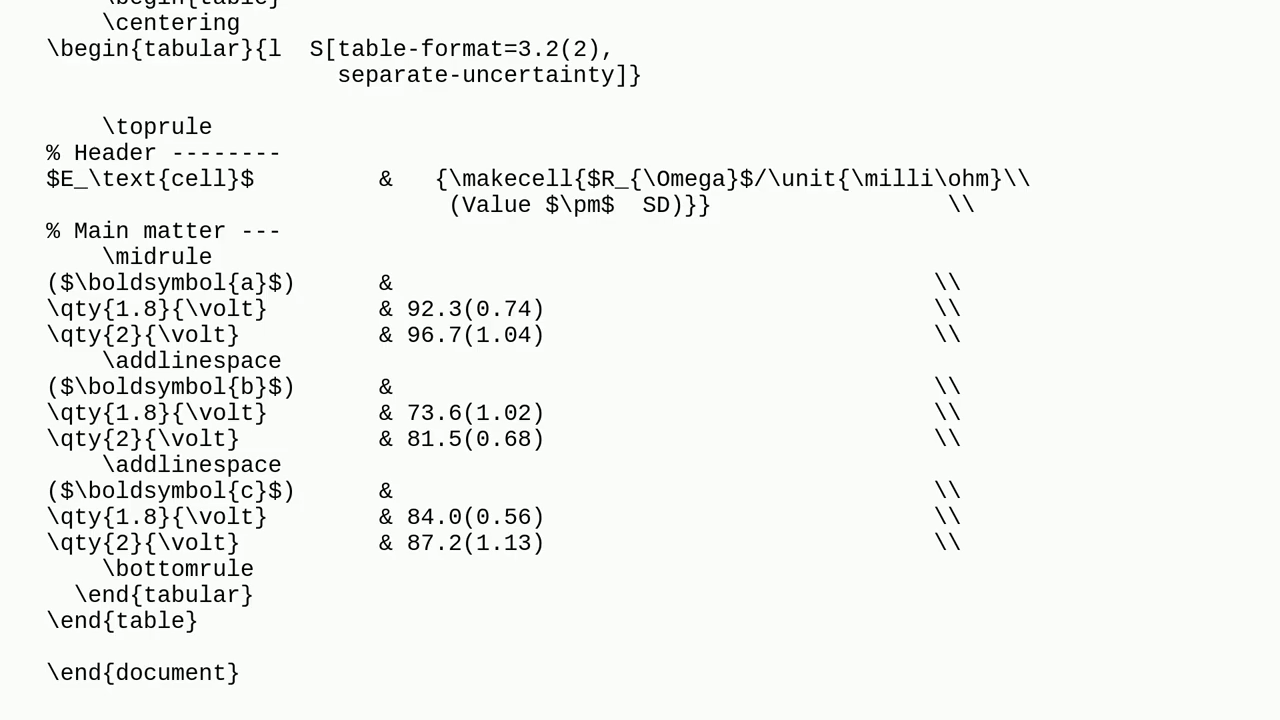 \begin{table}
\centering
\begin{tabular}{l  S[table-format=3.2(2),
separate-uncertainty]}
\toprule
% Header --------
$E_\text{cell}$ & {\makecell{$R_{\Omega}$/\unit{\milli\ohm}\\
(Value $\pm$  SD)}} \\
% Main matter ---
\midrule
($\boldsymbol{a}$) & \\
\qty{1.8}{\volt} & 92.3(0.74) \\
\qty{2}{\volt} & 96.7(1.04) \\
\addlinespace
($\boldsymbol{b}$) & \\
\qty{1.8}{\volt} & 73.6(1.02) \\
\qty{2}{\volt} & 81.5(0.68) \\
\addlinespace
($\boldsymbol{c}$) & \\
\qty{1.8}{\volt} & 84.0(0.56) \\
\qty{2}{\volt} & 87.2(1.13) \\
\bottomrule
\end{tabular}
\end{table}
\end{document}